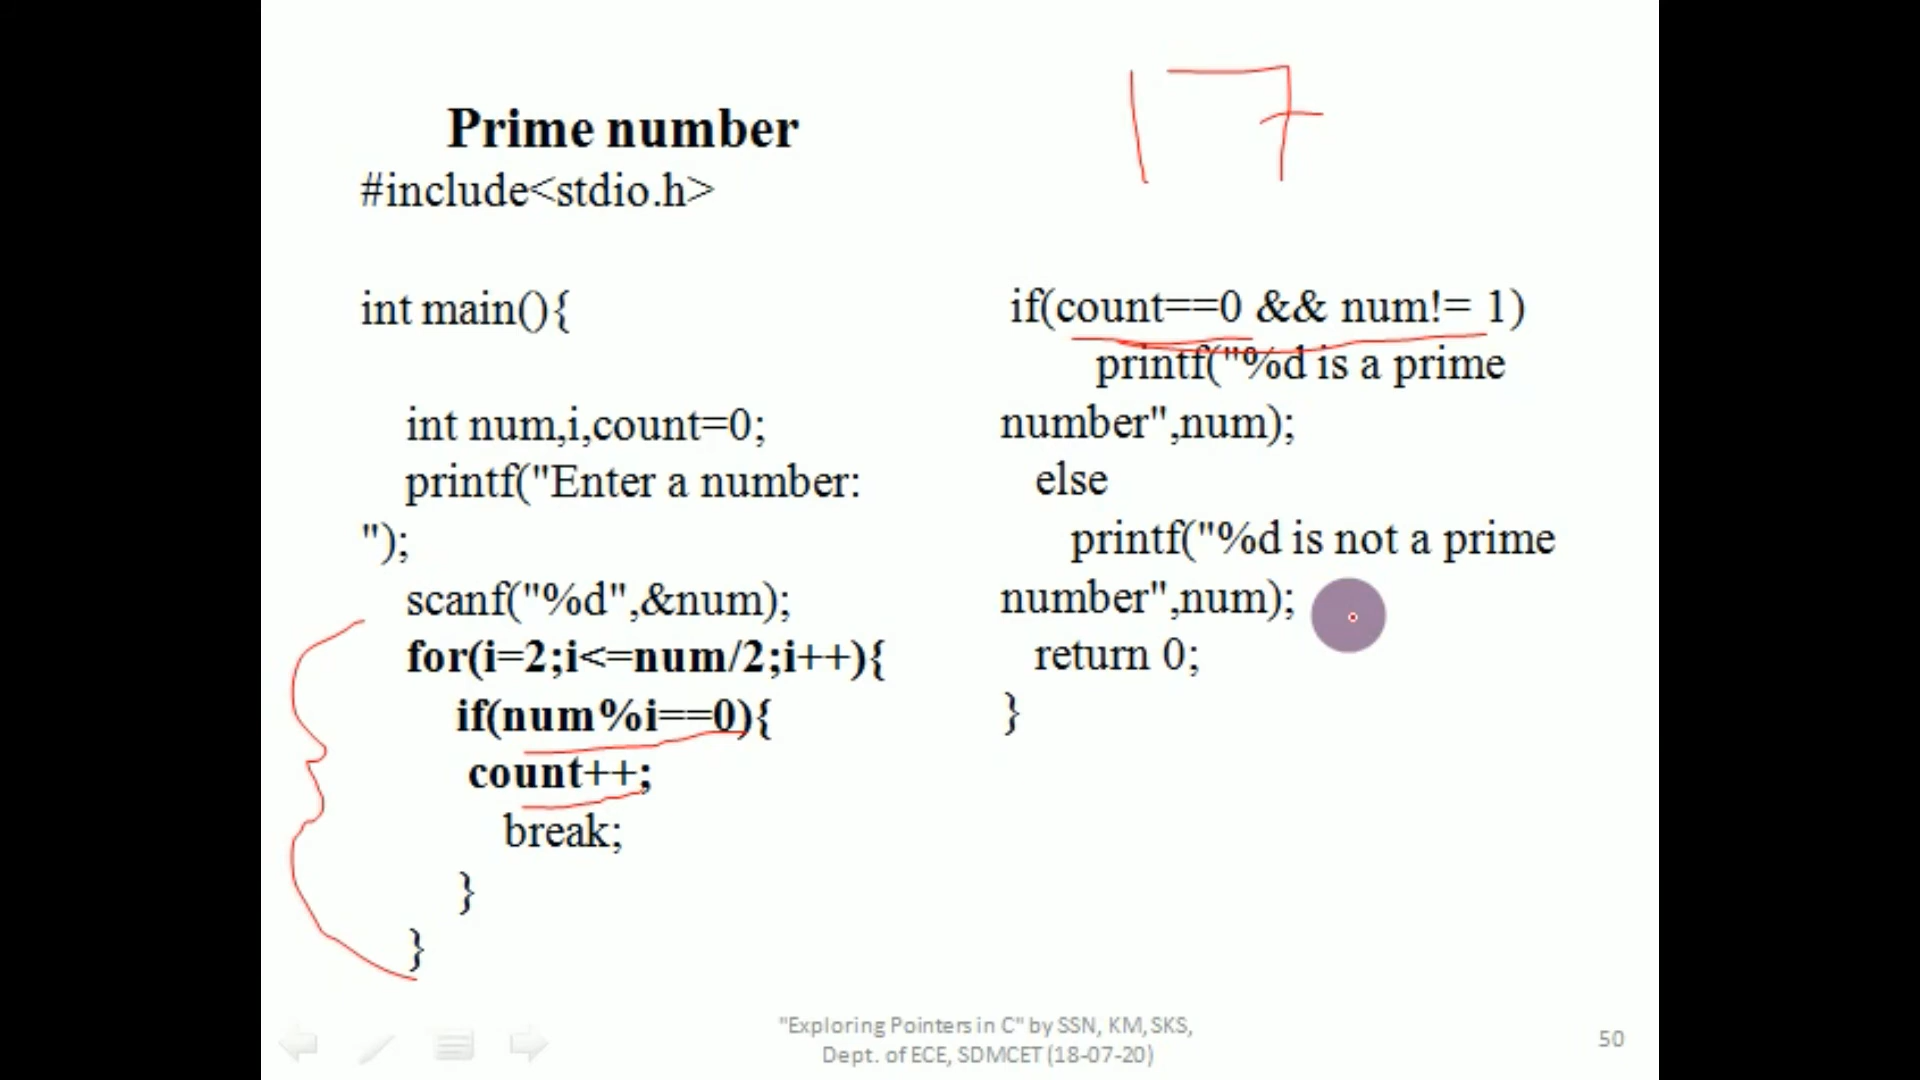 Prime number
#include<stdio.h>
int main(){
int num,i,count=0;
printf("Enter a number:
");
scanf("%d",&num);
for(i=2;i<=num/2;i++){
if(num%i==0){
count++;
break;
}
}
17
if(count==0 && num!= 1)
printf("%d is a prime
number",num);
else
printf("%d is not a prime
number",num);
return 0;
}
"Exploring Pointers in C" by SSN, KM, SKS,
Dept. of ECE, SDMCET (18-07-20)
50